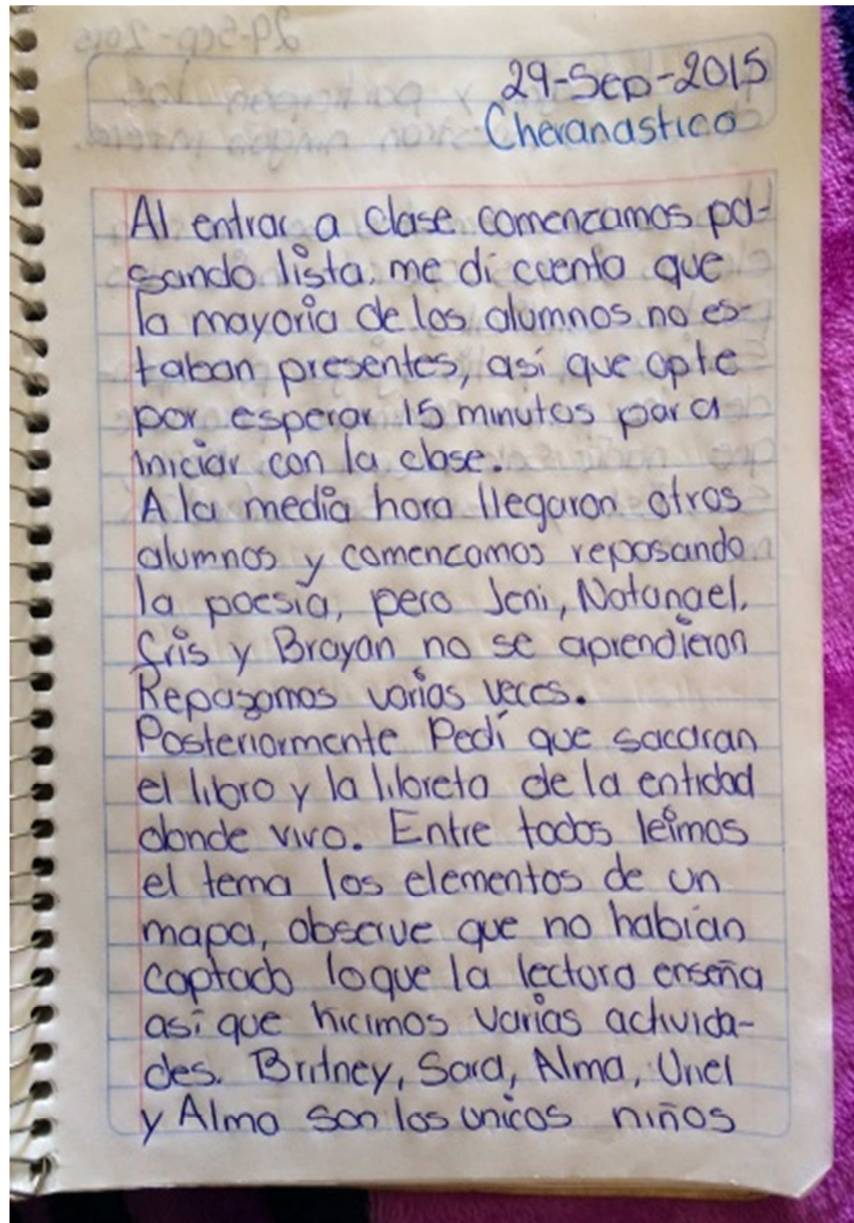 29-Sep-2015
Cheranastico
Al entrar a clase comenzamos pa-
sando lista, me di cuenta que
la mayoria de los alumnos no es-
taban presentes, así que opte
por esperar 15 minutos para
iniciar con la clase.
A la media hora llegaron otros
alumnos y comenzamos repasando
la poesía, pero Jeni, Natanael,
Cris y Brayan no se aprendieron
Repasamos varias veces.
Posteriormente Pedí que sacaran
el libro y la libreta de la entidad
donde vivo. Entre todos leímos
el tema los elementos de un
mapa, observe que no habían
captado loque la lectura enseña
así que hicimos varias activida-
des. Britney, Sara, Alma, Uriel
y Alma son los unicos niños